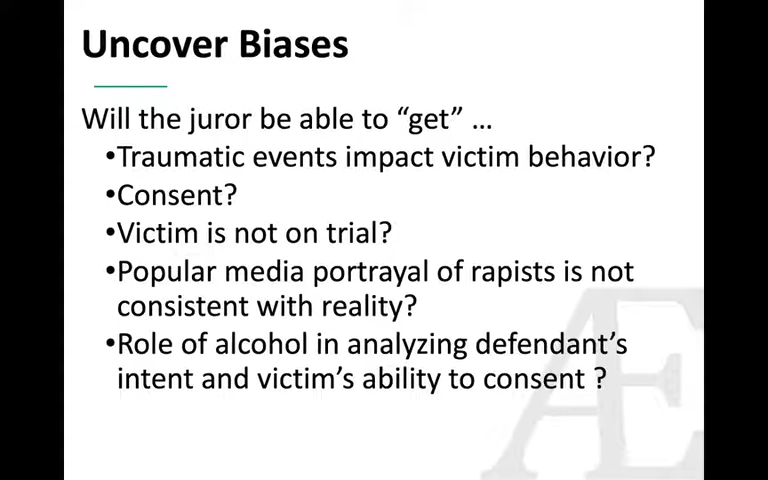 Uncover Biases
Will the juror be able to “get” …
•Traumatic events impact victim behavior?
•Consent?
•Victim is not on trial?
•Popular media portrayal of rapists is not
consistent with reality?
•Role of alcohol in analyzing defendant’s
intent and victim’s ability to consent ?
Æ